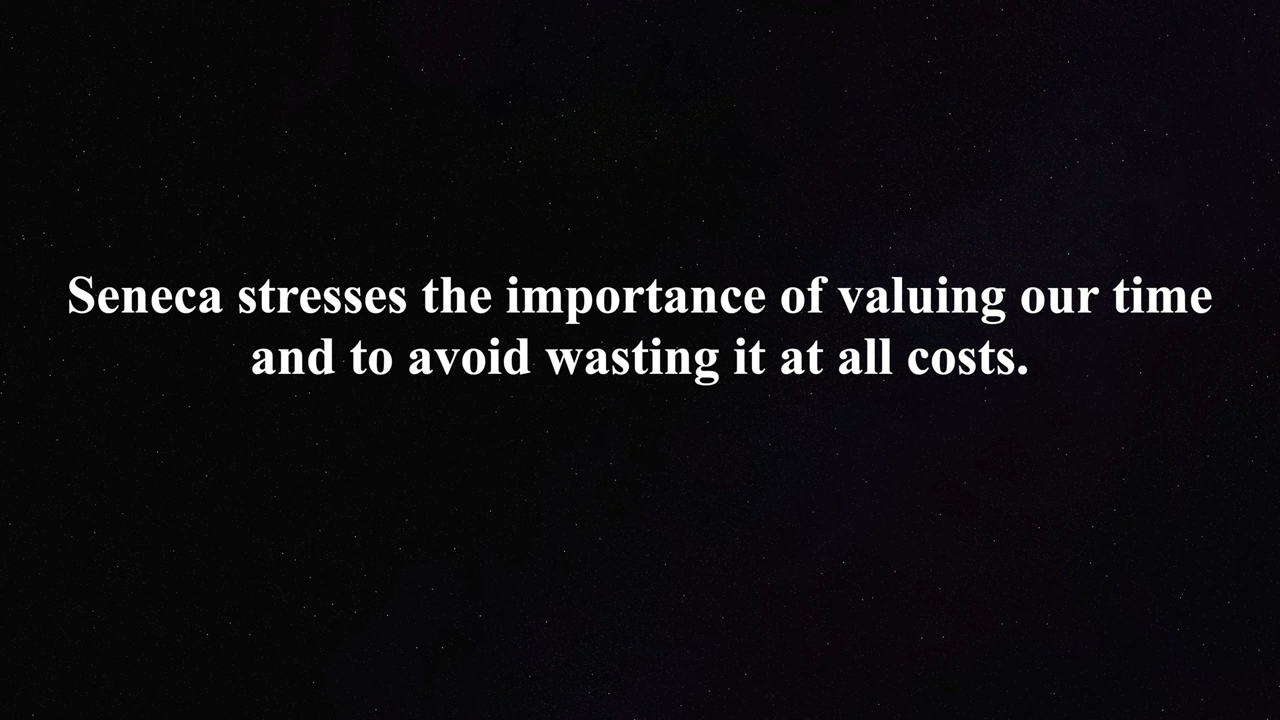 Seneca stresses the importance of valuing our time
and to avoid wasting it at all costs.